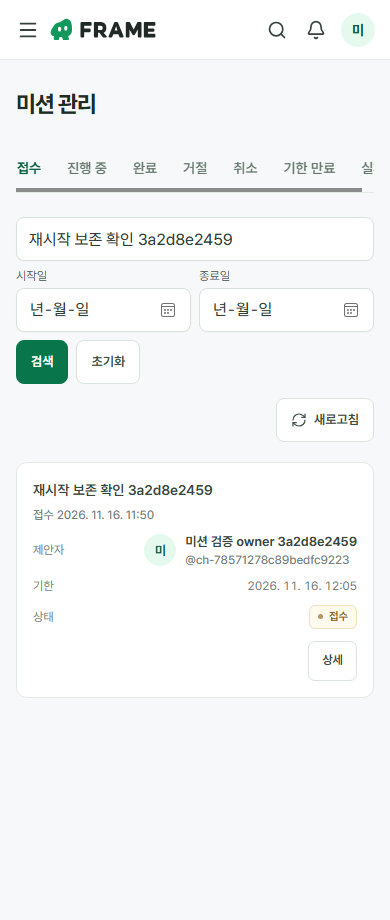 FRAME
미
미션 관리
접수 진행 중 완료 거절 취소 기한 만료 실
재시작 보존 확인 3a2d8e2459
시작일 종료일
년-월-일 년-월-일
검색 초기화
새로고침
재시작 보존 확인 3a2d8e2459
접수 2026. 11. 16. 11:50
제안자 미 미션 검증 owner 3a2d8e2459
@ch-78571278c89bedfc9223
기한 2026. 11. 16. 12:05
상태 접수
상세